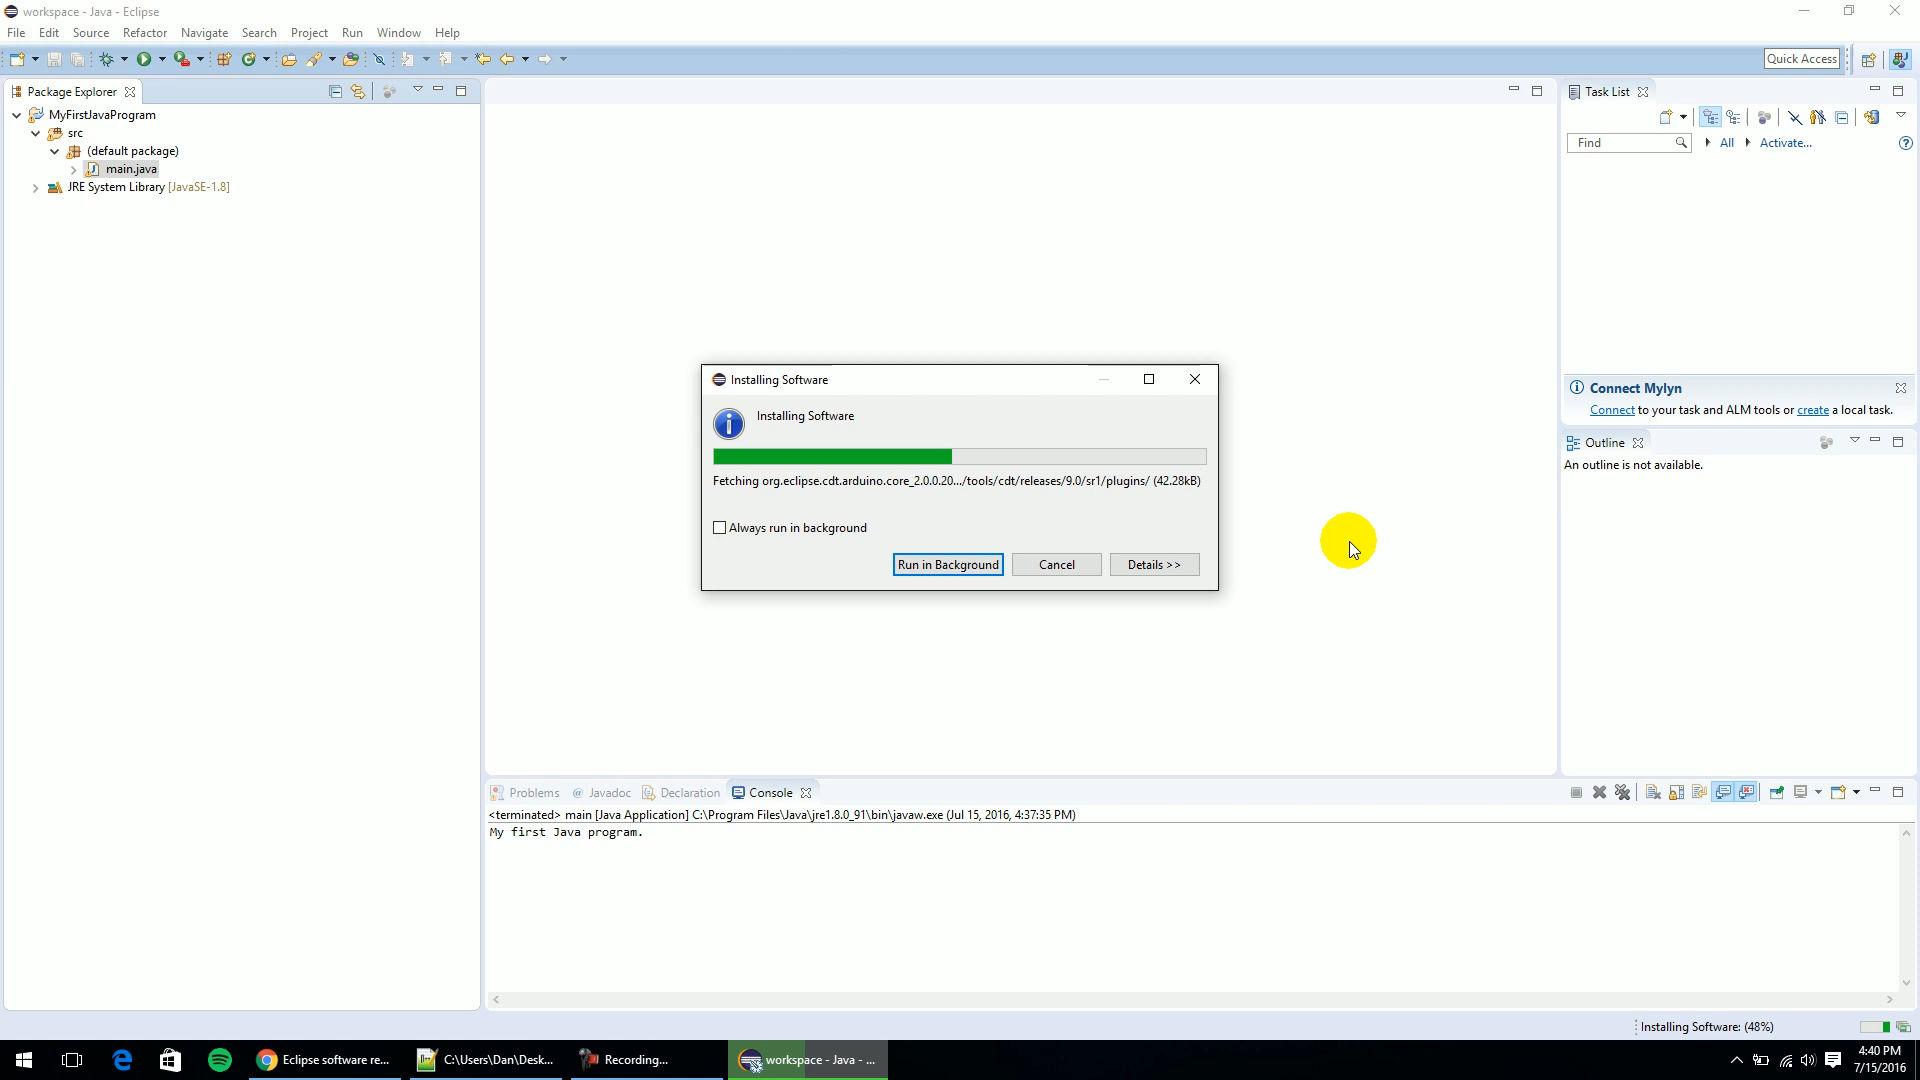 workspace - Java - Eclipse
File Edit Source Refactor Navigate Search Project Run Window Help
Quick Access
Package Explorer
MyFirstJavaProgram
src
(default package)
main.java
JRE System Library [JavaSE-1.8]
Task List
Find
All
Activate...
Connect Mylyn
Connect to your task and ALM tools or create a local task.
Outline
An outline is not available.
Installing Software
Installing Software
Fetching org.eclipse.cdt.arduino.core_2.0.0.20.../tools/cdt/releases/9.0/sr1/plugins/ (42.28kB)
Always run in background
Run in Background
Cancel
Details >>
Problems @ Javadoc Declaration Console
<terminated> main [Java Application] C:\Program Files\Java\jre1.8.0_91\bin\javaw.exe (Jul 15, 2016, 4:37:35 PM)
My first Java program.
Installing Software: (48%)
Eclipse software re...
C:\Users\Dan\Desk...
Recording...
workspace - Java - ...
4:40 PM
7/15/2016